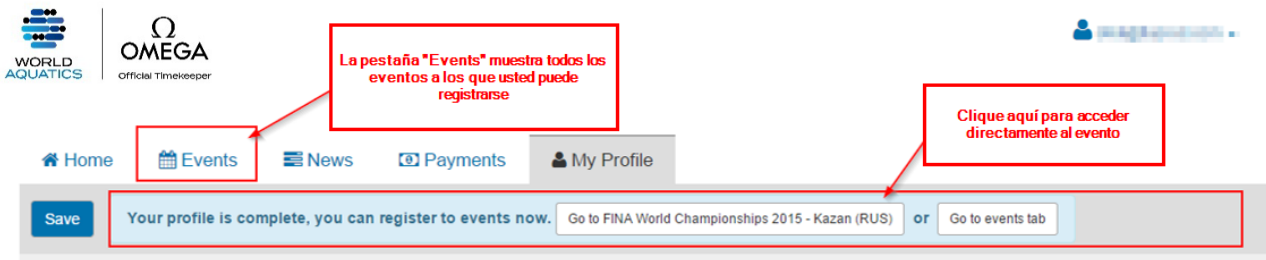 WORLD
AQUATICS
Ω
OMEGA
Official Timekeeper
La pestaña "Events" muestra todos los
eventos a los que usted puede
registrarse
Clique aquí para acceder
directamente al evento
Home
Events
News
Payments
My Profile
Save
Your profile is complete, you can register to events now.
Go to FINA World Championships 2015 - Kazan (RUS)
or
Go to events tab